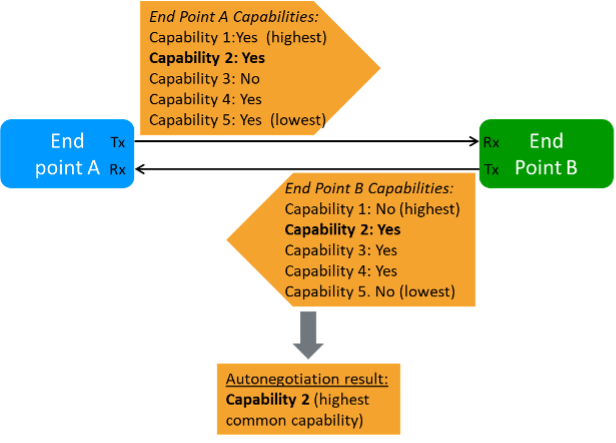 End Point A Capabilities:
Capability 1:Yes  (highest)
Capability 2: Yes
Capability 3: No
Capability 4: Yes
Capability 5: Yes  (lowest)
End
point A
Tx
Rx
Rx
Tx
End
Point B
End Point B Capabilities:
Capability 1: No (highest)
Capability 2: Yes
Capability 3: Yes
Capability 4: Yes
Capability 5. No (lowest)
Autonegotiation result:
Capability 2 (highest
common capability)